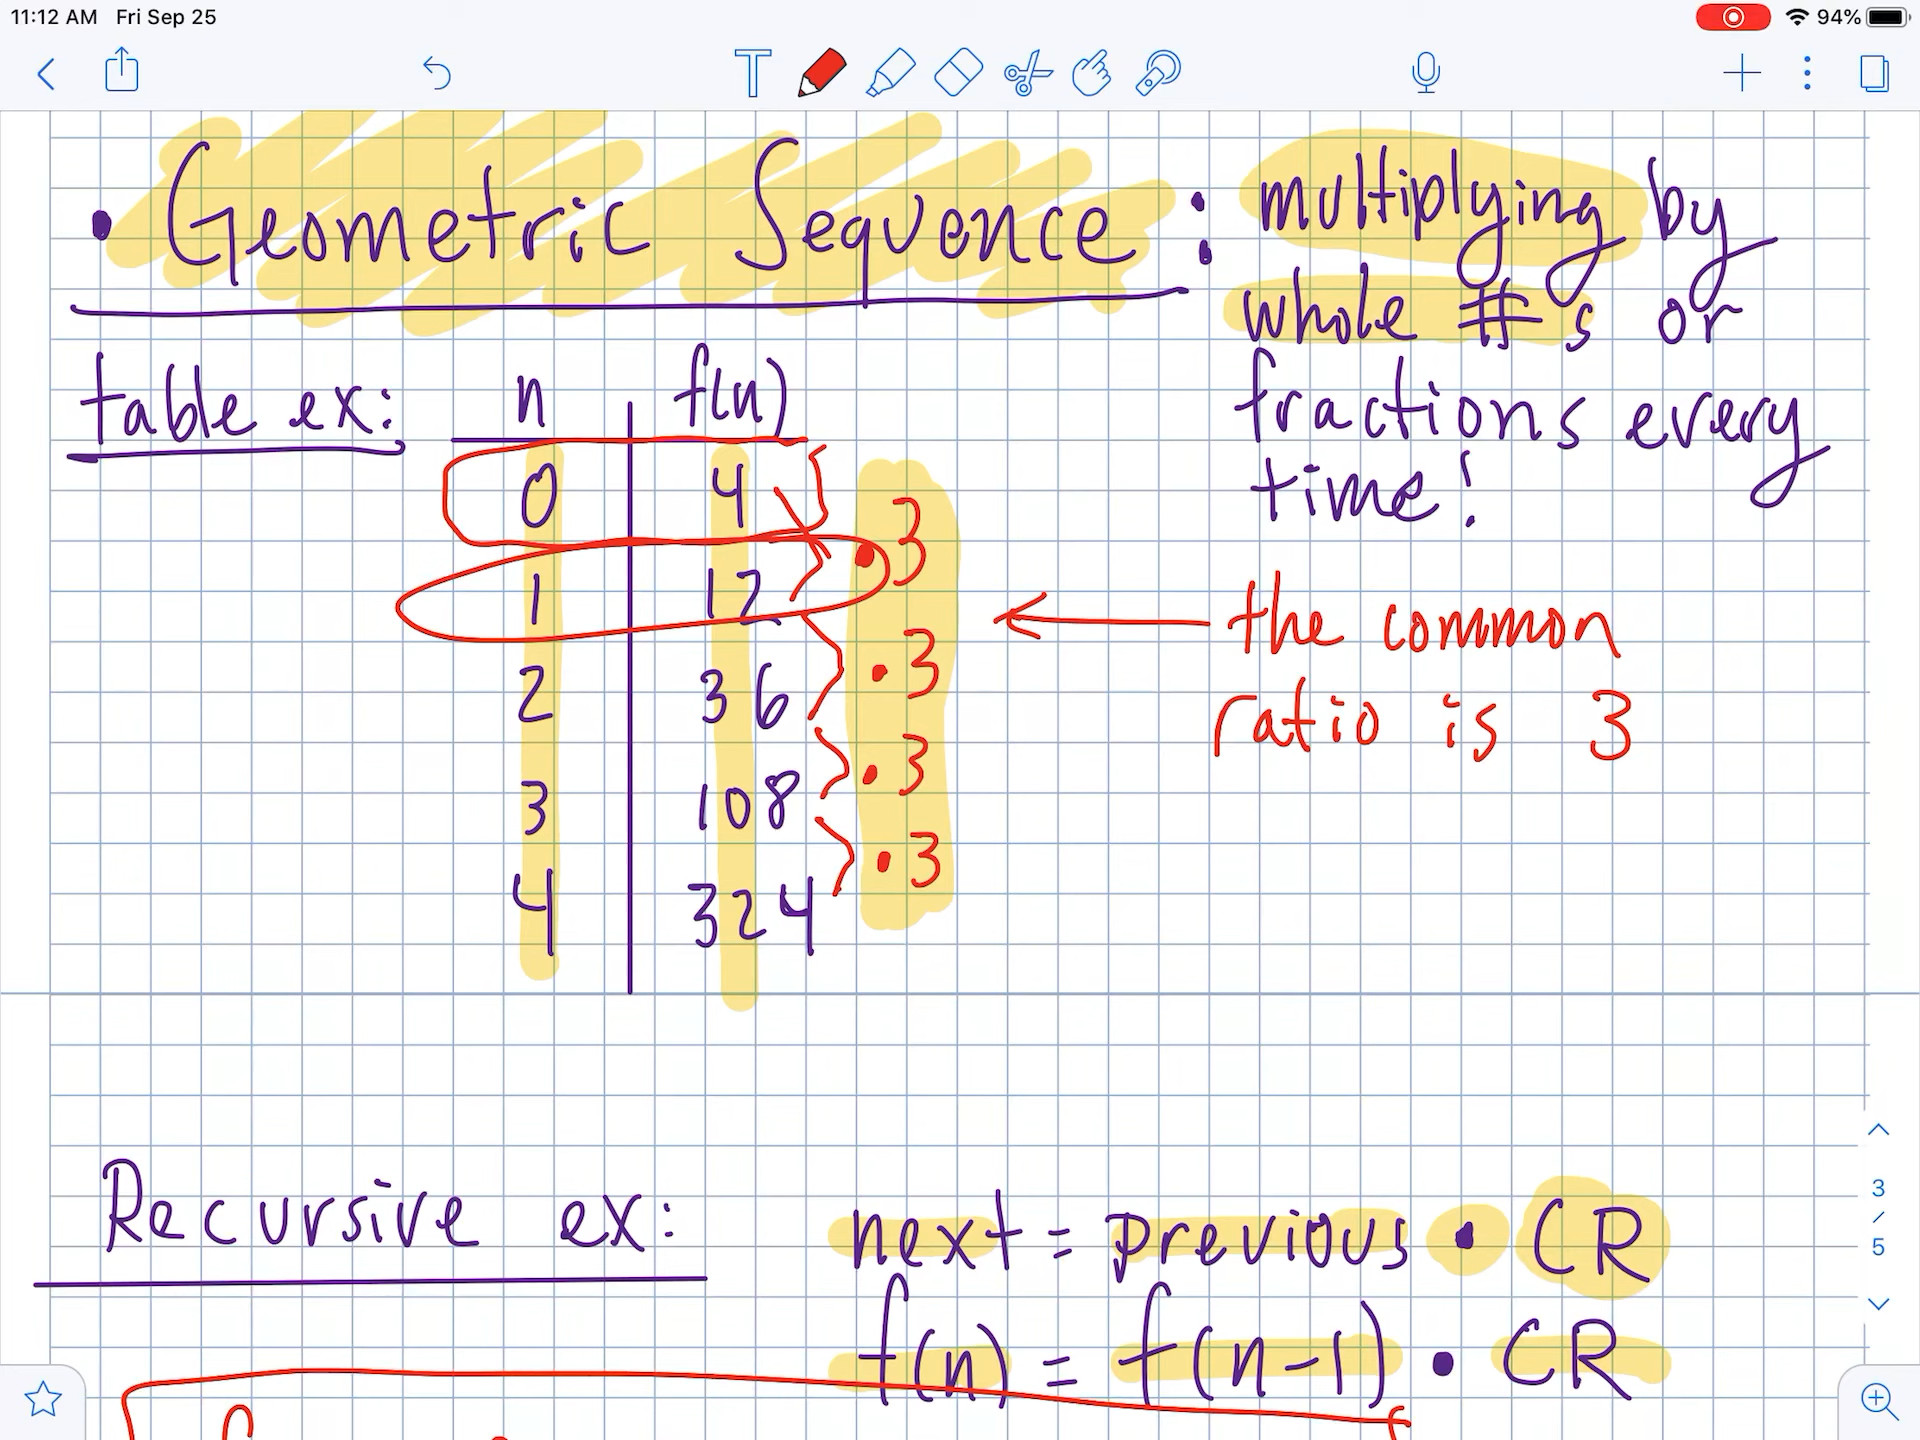 11:12 AM Fri Sep 25
94%
T
• Geometric Sequence : multiplying by
whole #s or
fractions every
time!
table ex:
n f(n)
0 4
1 12
2 36
3 108
4 324
• 3
• 3
• 3
• 3
the common
ratio is 3
Recursive ex:
next = previous • CR
f(n) = f(n-1) • CR
3
/
5